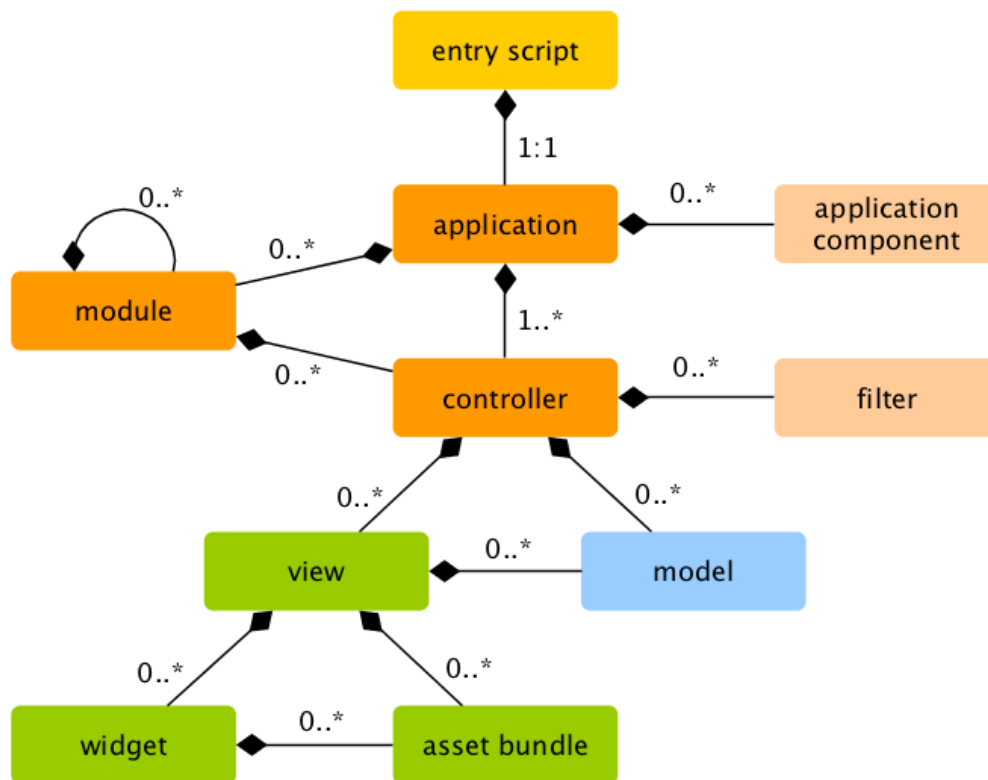 entry script
1:1
0..*
0..*
application
0..*
application
component
module
1..*
0..*
controller
0..*
filter
0..*
0..*
view
0..*
model
0..*
0..*
widget
0..*
asset bundle